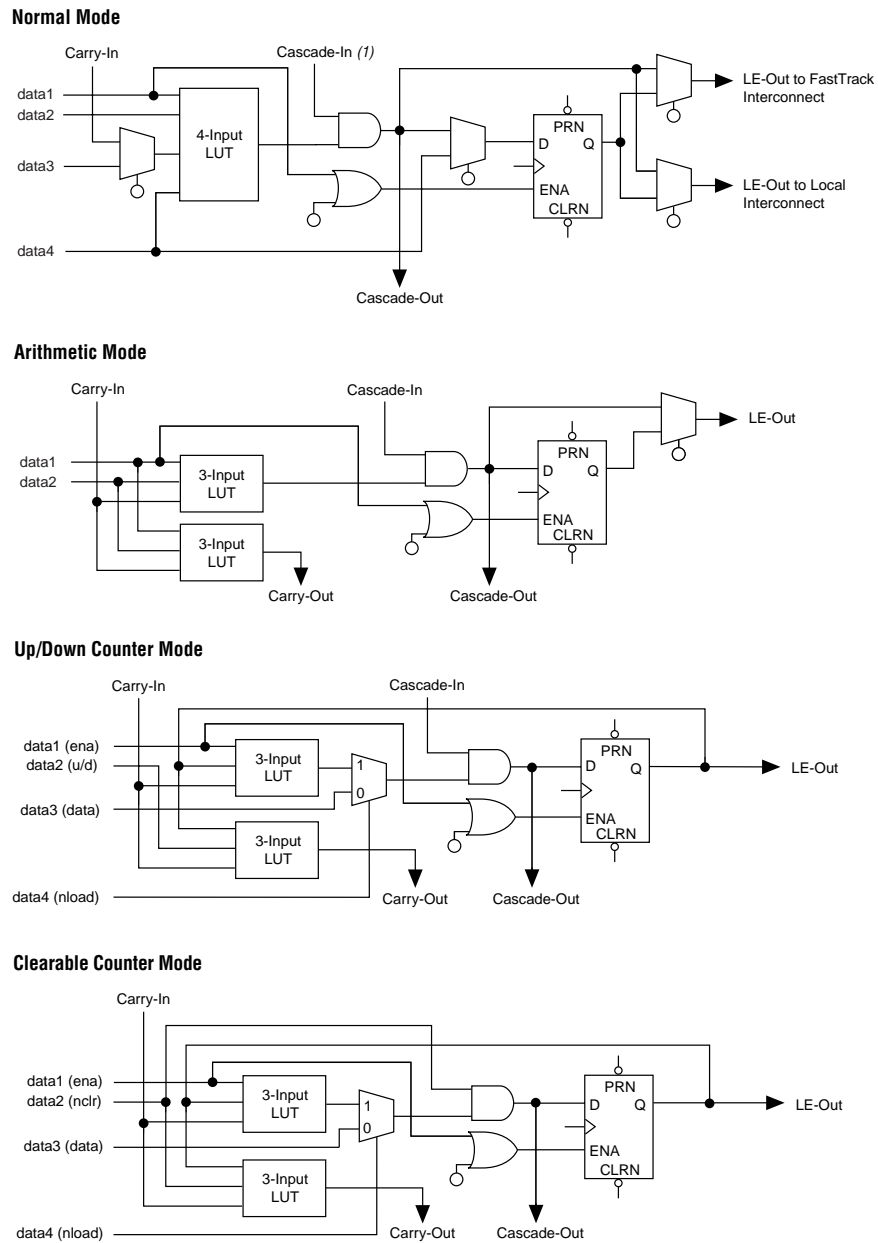 Normal Mode
Carry-In
Cascade-In (1)
data1
data2
data3
data4
4-Input
LUT
PRN
D Q
ENA
CLRN
LE-Out to FastTrack
Interconnect
LE-Out to Local
Interconnect
Cascade-Out
Arithmetic Mode
Carry-In
Cascade-In
data1
data2
3-Input
LUT
3-Input
LUT
PRN
D Q
ENA
CLRN
LE-Out
Carry-Out
Cascade-Out
Up/Down Counter Mode
Carry-In
Cascade-In
data1 (ena)
data2 (u/d)
data3 (data)
data4 (nload)
3-Input
LUT
1
0
3-Input
LUT
PRN
D Q
ENA
CLRN
LE-Out
Carry-Out
Cascade-Out
Clearable Counter Mode
Carry-In
data1 (ena)
data2 (nclr)
data3 (data)
data4 (nload)
3-Input
LUT
1
0
3-Input
LUT
PRN
D Q
ENA
CLRN
LE-Out
Carry-Out
Cascade-Out